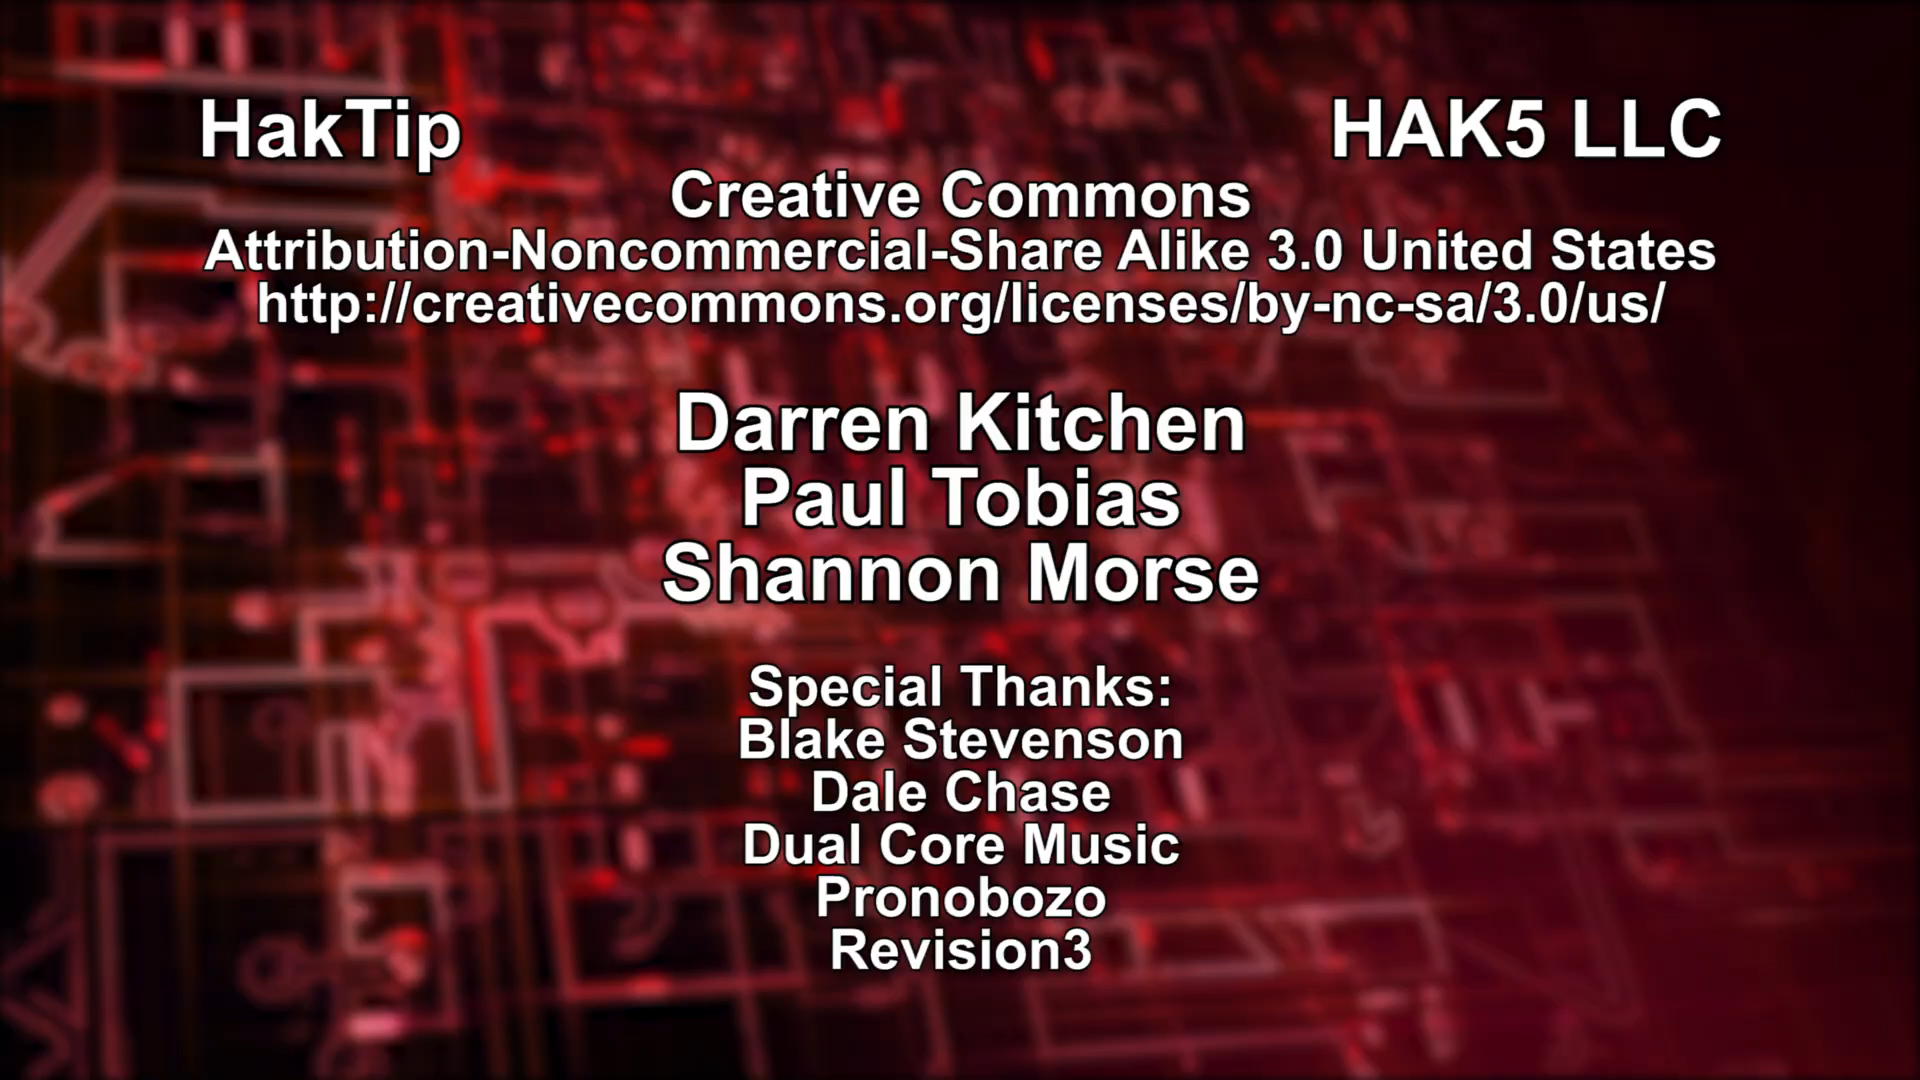 HakTip HAK5 LLC
Creative Commons
Attribution-Noncommercial-Share Alike 3.0 United States
http://creativecommons.org/licenses/by-nc-sa/3.0/us/
Darren Kitchen
Paul Tobias
Shannon Morse
Special Thanks:
Blake Stevenson
Dale Chase
Dual Core Music
Pronobozo
Revision3